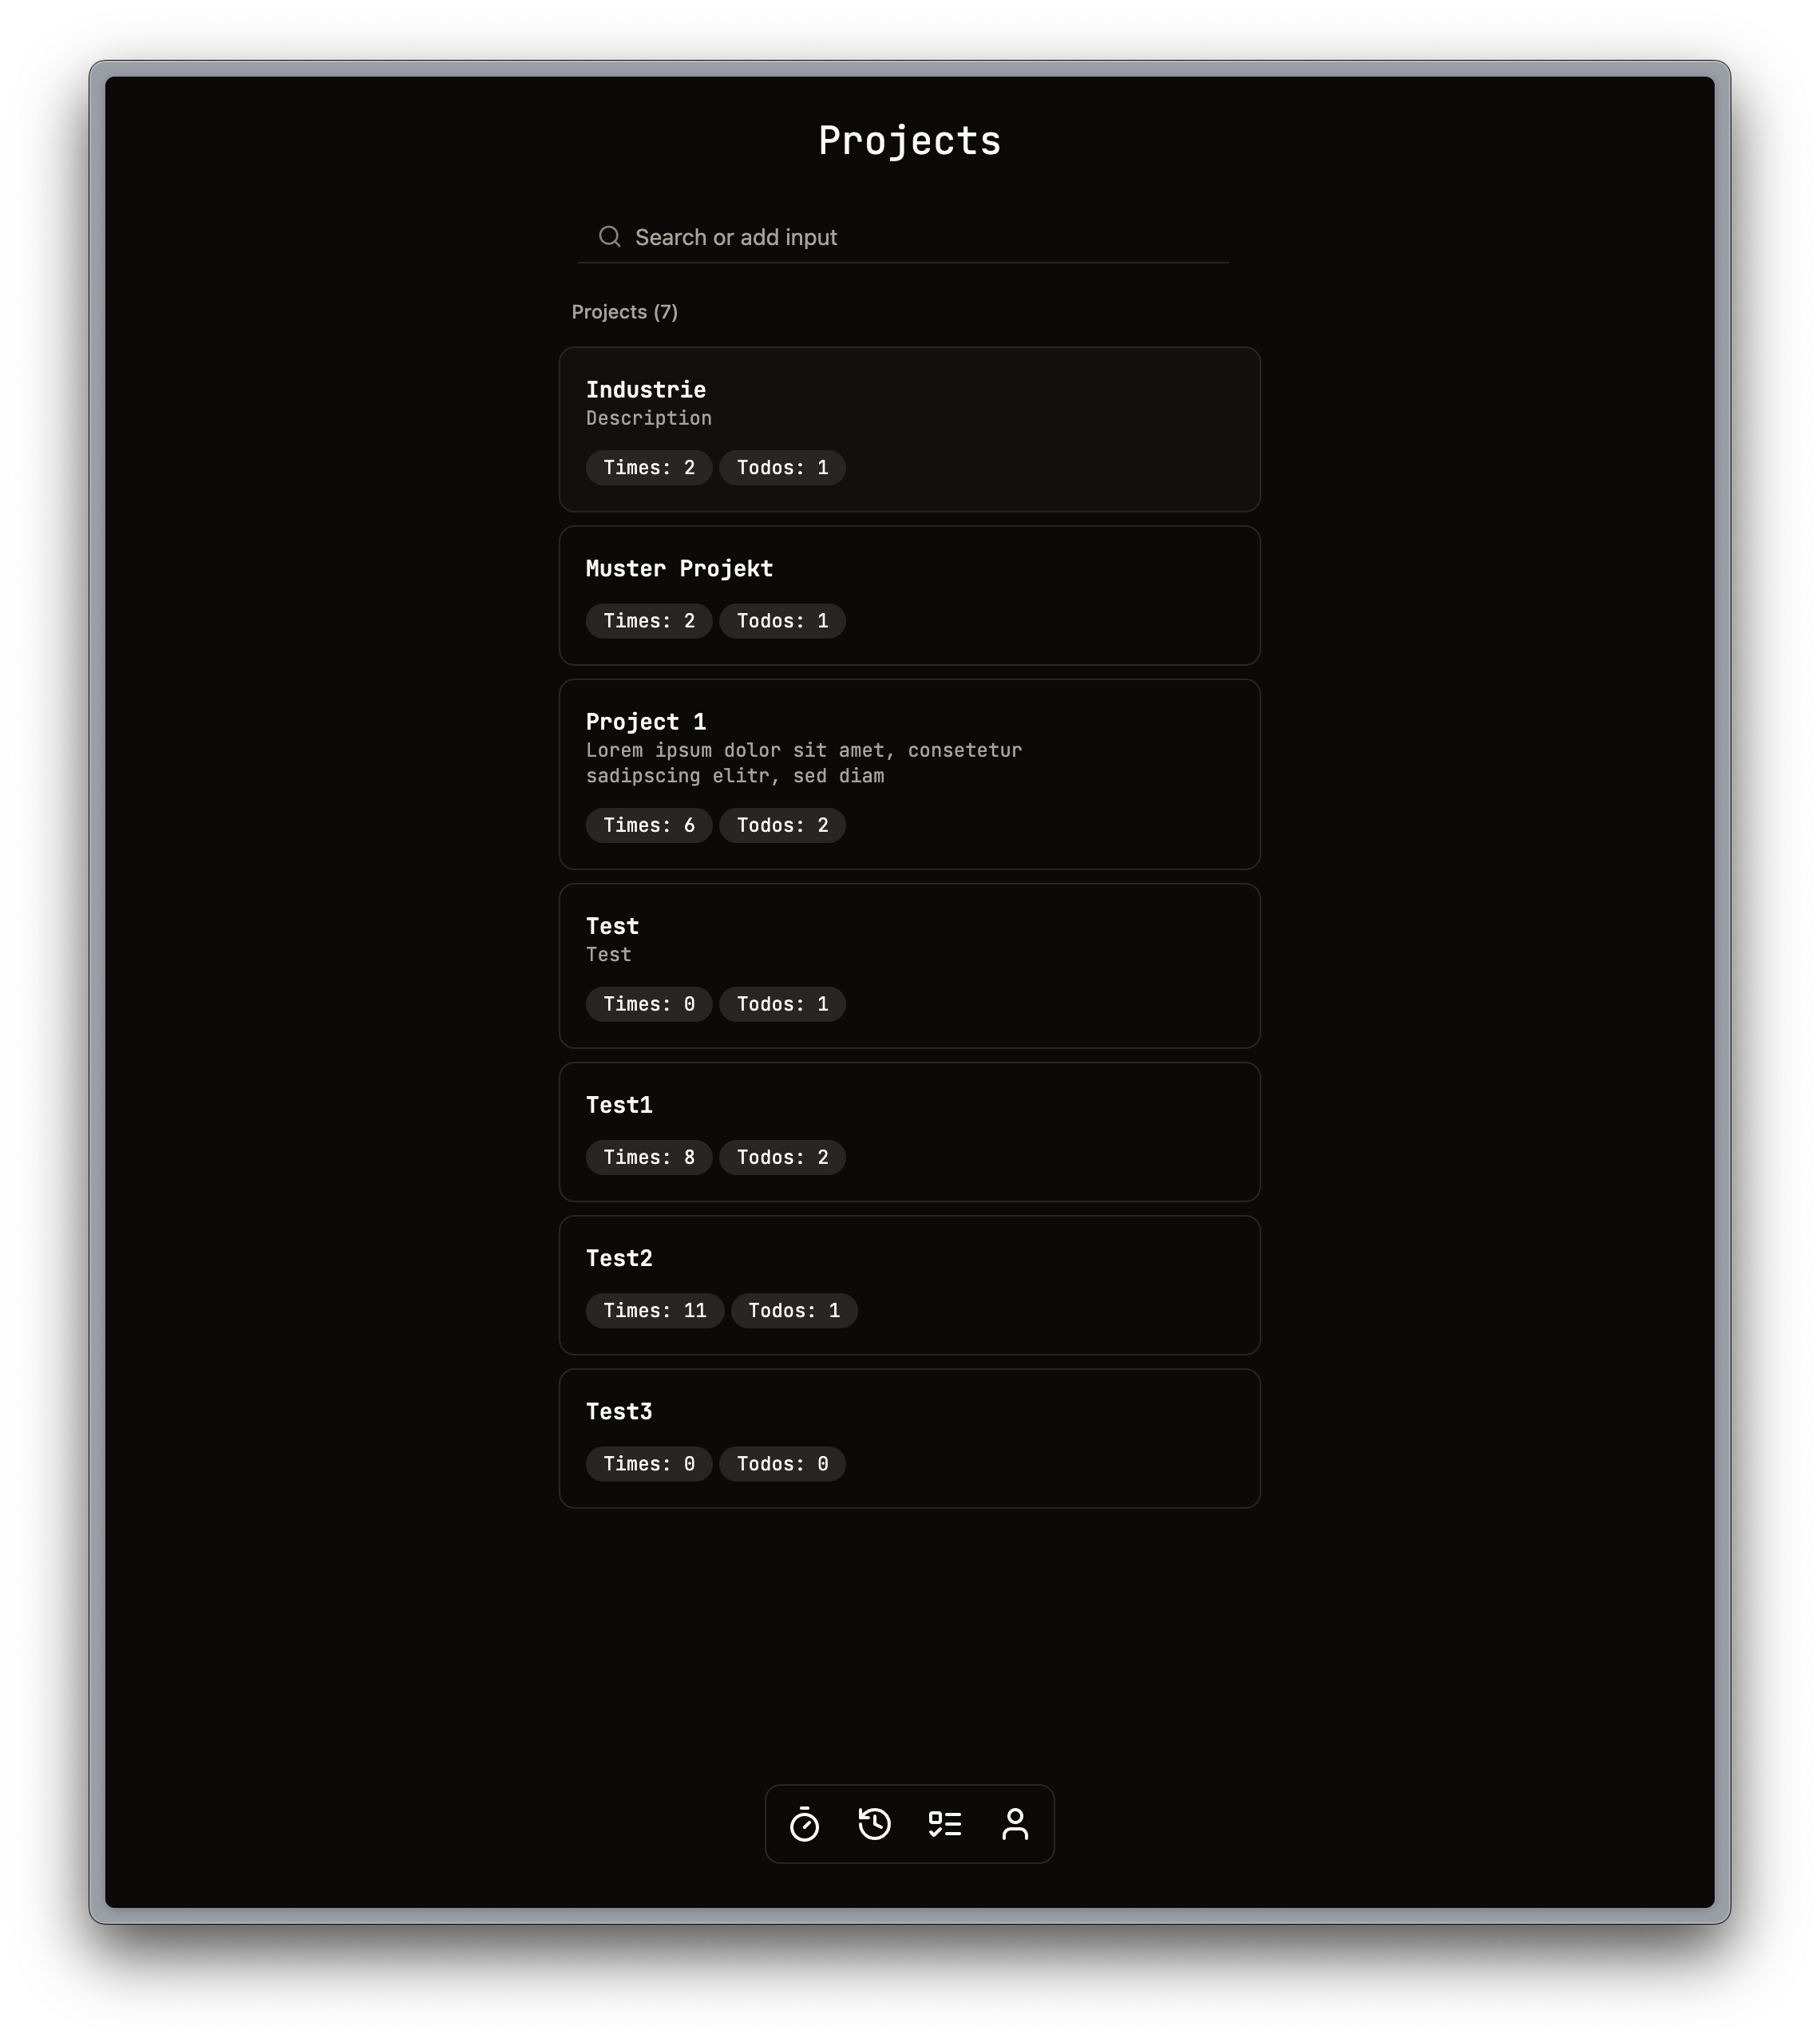 Projects
Search or add input
Projects (7)
Industrie
Description
Times: 2 Todos: 1
Muster Projekt
Times: 2 Todos: 1
Project 1
Lorem ipsum dolor sit amet, consetetur
sadipscing elitr, sed diam
Times: 6 Todos: 2
Test
Test
Times: 0 Todos: 1
Test1
Times: 8 Todos: 2
Test2
Times: 11 Todos: 1
Test3
Times: 0 Todos: 0